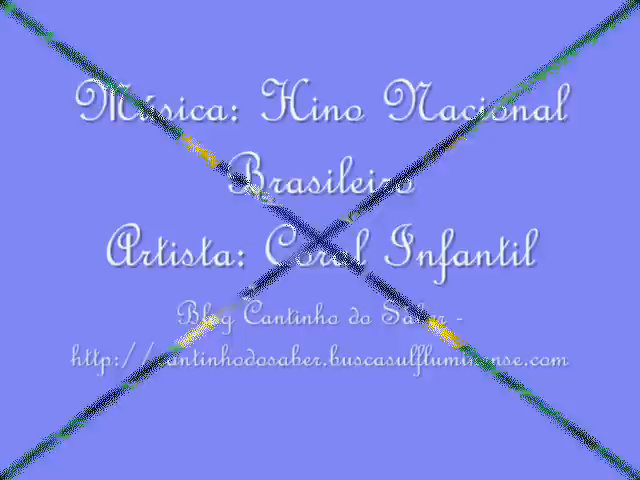 Música: Hino Nacional
Brasileiro
Artista: Coral Infantil
Blog Cantinho do Saber -
http://cantinhodosaber.buscasulfluminense.com